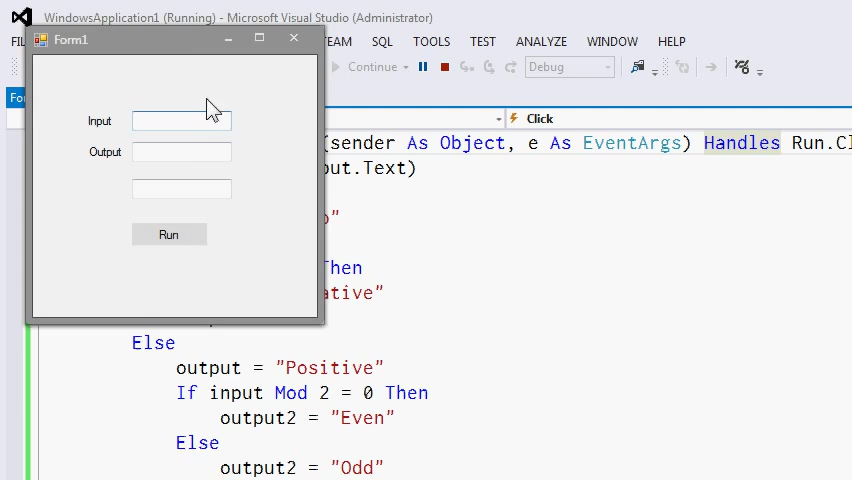 WindowsApplication1 (Running) - Microsoft Visual Studio (Administrator)
Form1
TEAM SQL TOOLS TEST ANALYZE WINDOW HELP
Continue Debug
Click
(sender As Object, e As EventArgs) Handles Run.Cl
put.Text)
Input
Output
o"
Run
Then
ative"
Else
output = "Positive"
If input Mod 2 = 0 Then
output2 = "Even"
Else
output2 = "Odd"